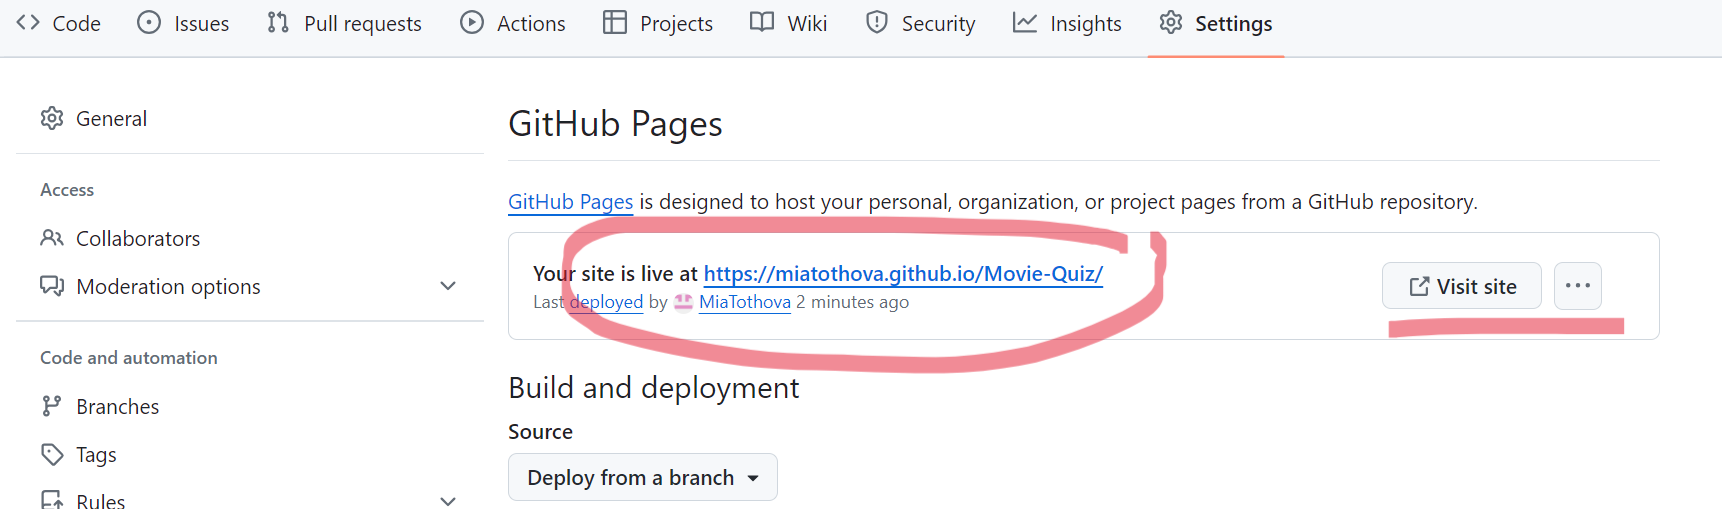 Code Issues Pull requests Actions Projects Wiki Security Insights Settings
General
Access
Collaborators
Moderation options
Code and automation
Branches
Tags
Rules
GitHub Pages
GitHub Pages is designed to host your personal, organization, or project pages from a GitHub repository.
Your site is live at https://miatothova.github.io/Movie-Quiz/
Last deployed by MiaTothova 2 minutes ago
Visit site
Build and deployment
Source
Deploy from a branch